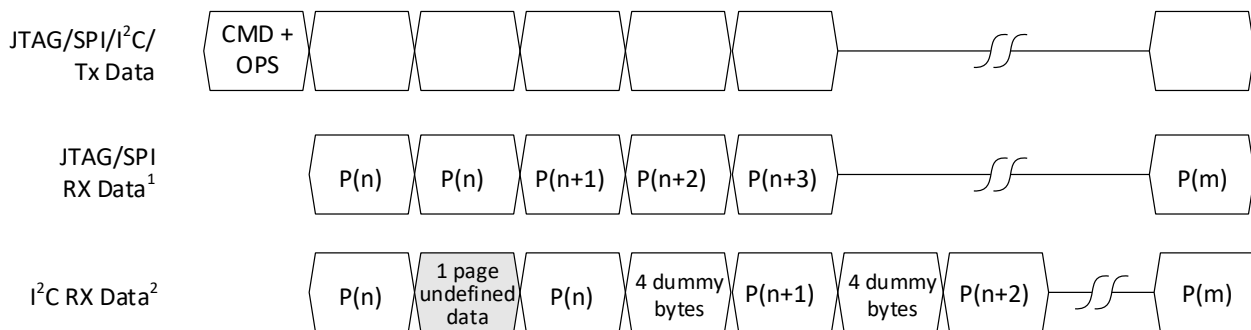 JTAG/SPI/I²C/
Tx Data
CMD +
OPS
JTAG/SPI
RX Data¹
P(n)
P(n)
P(n+1)
P(n+2)
P(n+3)
P(m)
I²C RX Data²
P(n)
1 page
undefined
data
P(n)
4 dummy
bytes
P(n+1)
4 dummy
bytes
P(n+2)
P(m)